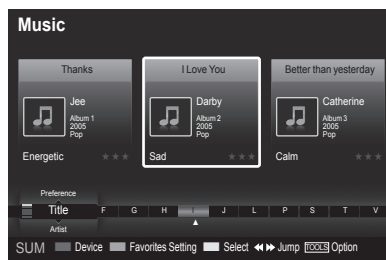 Music
Thanks
Jee
Album 1
2005
Pop
Energetic ★★★
I Love You
Darby
Album 2
2005
Pop
Sad ★★★
Better than yesterday
Catherine
Album 3
2005
Pop
Calm ★★★
Preference
Title F G H I J L P S T V
Artist
SUM Device Favorites Setting Select ◀◀ ▶▶ Jump TOOLS Option